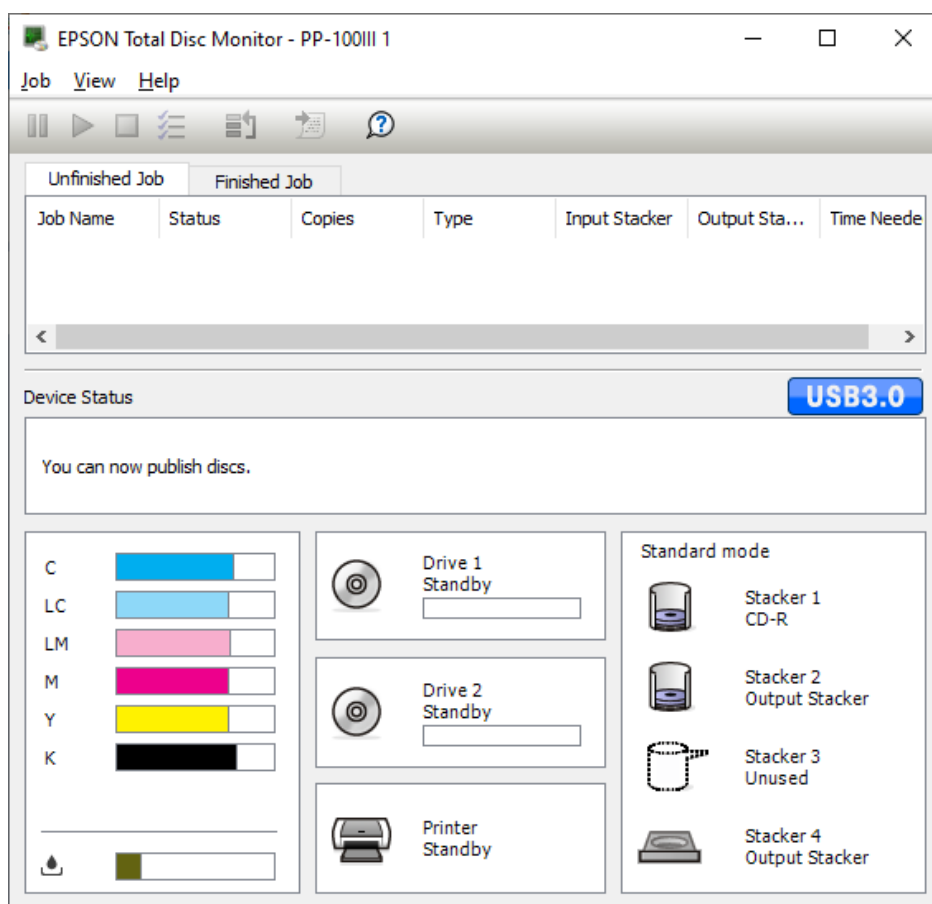 EPSON Total Disc Monitor - PP-100III 1
Job View Help
Unfinished Job Finished Job
Job Name Status Copies Type Input Stacker Output Sta... Time Neede
Device Status USB3.0
You can now publish discs.
C
LC
LM
M
Y
K
Drive 1
Standby
Drive 2
Standby
Printer
Standby
Standard mode
Stacker 1
CD-R
Stacker 2
Output Stacker
Stacker 3
Unused
Stacker 4
Output Stacker